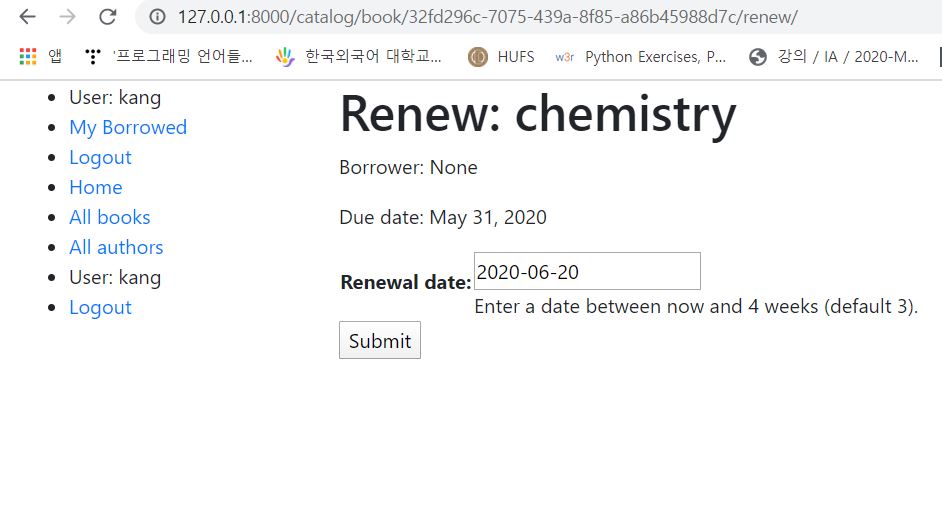 127.0.0.1:8000/catalog/book/32fd296c-7075-439a-8f85-a86b45988d7c/renew/
앱 '프로그래밍 언어들... 한국외국어 대학교... HUFS w3r Python Exercises, P... 강의 / IA / 2020-M...
User: kang
My Borrowed
Logout
Home
All books
All authors
User: kang
Logout
Renew: chemistry
Borrower: None
Due date: May 31, 2020
Renewal date: 2020-06-20
Enter a date between now and 4 weeks (default 3).
Submit